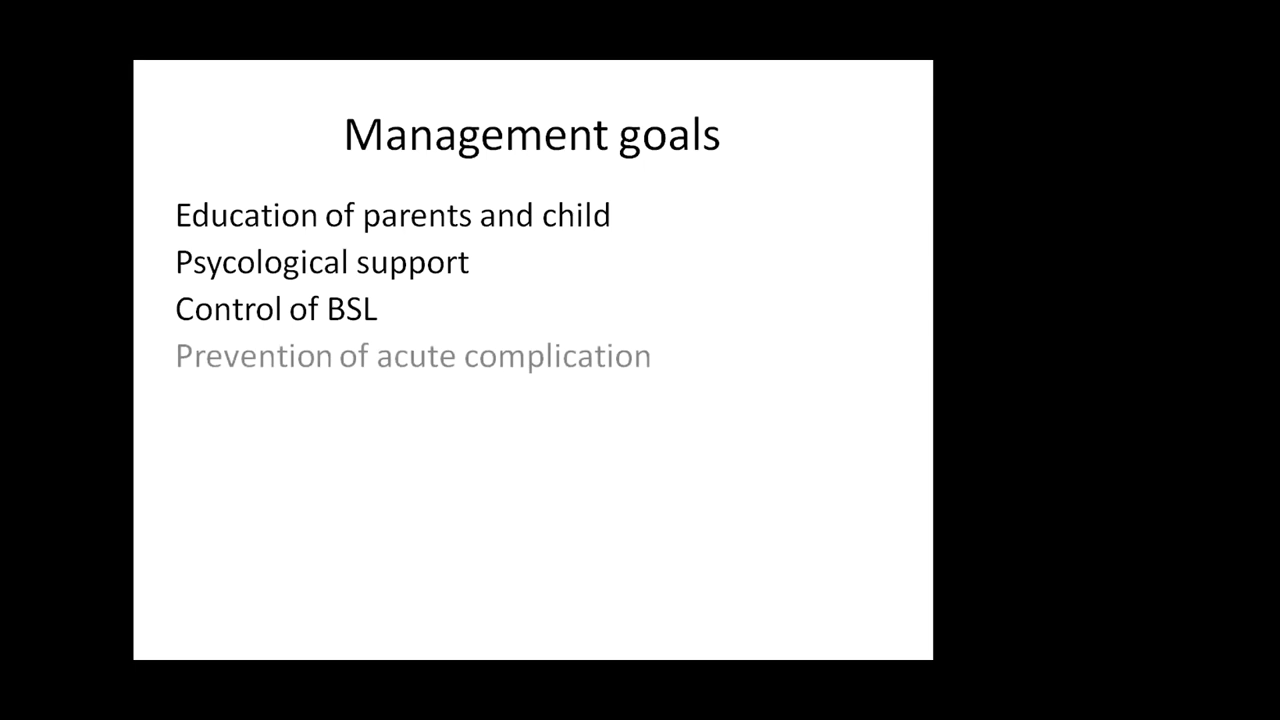 Management goals
Education of parents and child
Psycological support
Control of BSL
Prevention of acute complication